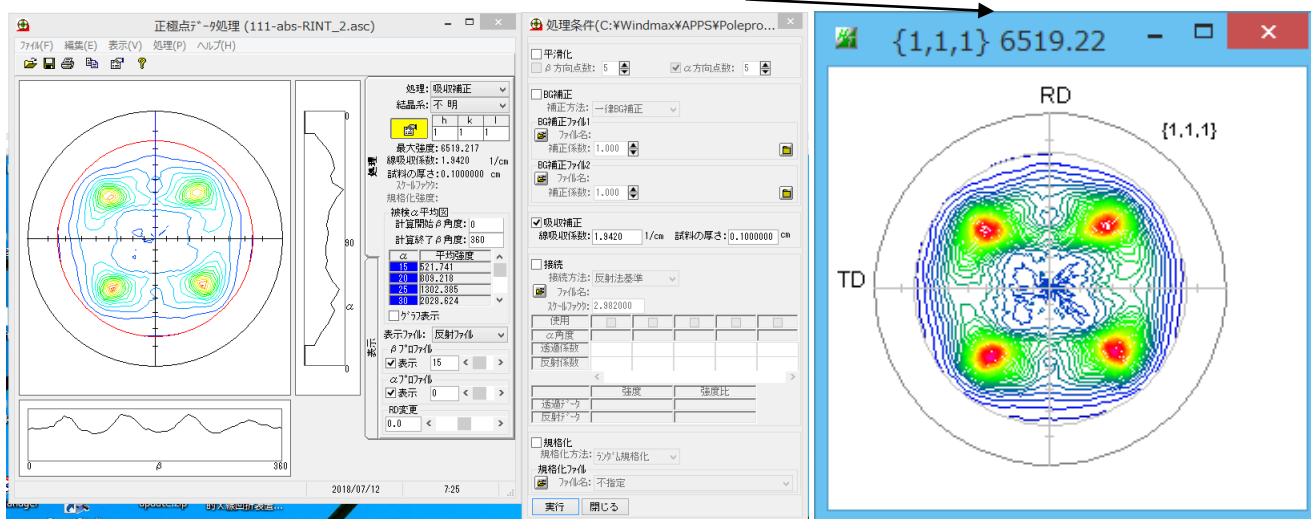 正極点ﾃﾞｰﾀ処理 (111-abs-RINT_2.asc)
ﾌｧｲﾙ(F) 編集(E) 表示(V) 処理(P) ヘルプ(H)
処理: 吸収補正
結晶系: 不 明
h k l
1 1 1
最大強度: 6519.217
線吸収係数: 1.9420 1/cm
試料の厚さ: 0.1000000 cm
ｽｹｰﾙﾌｧｸﾀ:
規格化強度:
被検α平均図
計算開始β角度: 0
計算終了β角度: 360
α 平均強度
15 521.741
20 809.218
25 1302.385
30 2028.624
ｸﾞﾗﾌ表示
表示ﾌｧｲﾙ: 反射ﾌｧｲﾙ
βﾌﾟﾛﾌｧｲﾙ
表示 15 < >
αﾌﾟﾛﾌｧｲﾙ
表示 0 < >
RD変更
0.0 < >
処理
表示
0
90
α
0
0 β 360
2018/07/12 7:25
処理条件(C:¥Windmax¥APPS¥Polepro...
平滑化
β方向点数: 5 α方向点数: 5
BG補正
補正方法: 一律BG補正
BG補正ﾌｧｲﾙ1
ﾌｧｲﾙ名:
補正係数: 1.000
BG補正ﾌｧｲﾙ2
ﾌｧｲﾙ名:
補正係数: 1.000
吸収補正
線吸収係数: 1.9420 1/cm 試料の厚さ: 0.1000000 cm
接続
接続方法: 反射法基準
ﾌｧｲﾙ名:
ｽｹｰﾙﾌｧｸﾀ: 2.982000
使用
α角度
透過係数
反射係数
< >
強度 強度比
透過ﾃﾞｰﾀ
反射ﾃﾞｰﾀ
規格化
規格化方法: ﾗﾝﾀﾞﾑ規格化
規格化ﾌｧｲﾙ
ﾌｧｲﾙ名: 不指定
実行 閉じる
{1,1,1} 6519.22
RD
{1,1,1}
TD